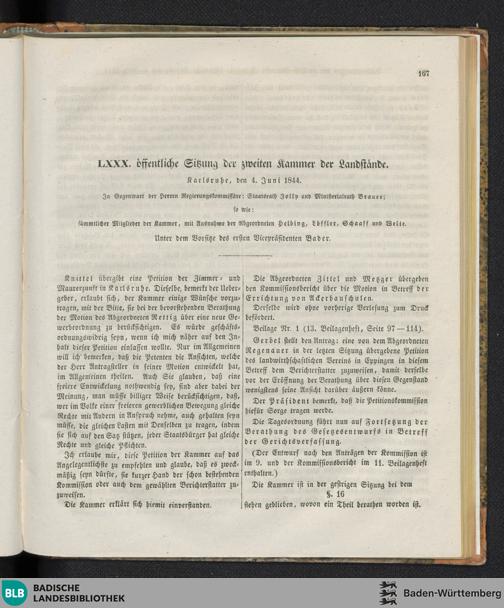 167
LXXX. öffentliche Sitzung der zweiten Kammer der Landstände.
Karlsruhe, den 4. Juni 1844.
In Gegenwart der Herren Regierungskommissäre: Staatsrath Jolly und Ministerialrath Brauer;
so wie:
sämmtlicher Mitglieder der Kammer, mit Ausnahme der Abgeordneten Helbing, Löffler, Schaaff und Welte.
Unter dem Vorsitze des ersten Vicepräsidenten Bader.
Knittel übergibt eine Petition der Zimmer- und
Maurerzunft in Karlsruhe. Dieselbe, bemerkt der Ueber-
geber, erlaubt sich, der Kammer einige Wünsche vorzu-
tragen, mit der Bitte, sie bei der bevorstehenden Berathung
der Motion des Abgeordneten Rettig über eine neue Ge-
werbeordnung zu berücksichtigen. Es würde geschäfts-
ordnungswidrig seyn, wenn ich mich näher auf den In-
halt dieser Petition einlassen wollte. Nur im Allgemeinen
will ich bemerken, daß die Petenten die Ansichten, welche
der Herr Antragsteller in seiner Motion entwickelt hat,
im Allgemeinen theilen. Auch Sie glauben, daß eine
freiere Entwickelung nothwendig sey, sind aber dabei der
Meinung, man müsse billiger Weise berücksichtigen, daß,
wer im Volke einer freieren gewerblichen Bewegung gleiche
Rechte mit Andern in Anspruch nehme, auch gehalten seyn
müsse, die gleichen Lasten mit Denselben zu tragen, indem
sie sich auf den Satz stützen, jeder Staatsbürger hat gleiche
Rechte und gleiche Pflichten.
Ich erlaube mir, diese Petition der Kammer auf das
Angelegentlichste zu empfehlen und glaube, daß es zweck-
mäßig seyn dürfte, sie kurzer Hand der schon bestehenden
Kommission oder auch dem gewählten Berichterstatter zu-
zuweisen.
Die Kammer erklärt sich hiemit einverstanden.
Die Abgeordneten Zittel und Metzger übergeben
den Kommissionsbericht über die Motion in Betreff der
Errichtung von Ackerbauschulen.
Derselbe wird ohne vorherige Verlesung zum Druck
befördert.
Beilage Nr. 1 (13. Beilagenheft, Seite 97—114).
Gerbel stellt den Antrag: eine von dem Abgeordneten
Regenauer in der letzten Sitzung übergebene Petition
des landwirthschaftlichen Vereins in Eppingen in diesem
Betreff dem Berichterstatter zuzuweisen, damit derselbe
vor der Eröffnung der Berathung über diesen Gegenstand
wenigstens seine Ansicht darüber äußern könne.
Der Präsident bemerkt, daß die Petitionskommission
hiefür Sorge tragen werde.
Die Tagesordnung führt nun auf Fortsetzung der
Berathung des Gesetzesentwurfs in Betreff
der Gerichtsverfassung.
(Der Entwurf nach den Anträgen der Kommission ist
im 9. und der Kommissionsbericht im 11. Beilagenheft
enthalten.)
Die Kammer ist in der gestrigen Sitzung bei dem
§. 16
stehen geblieben, wovon ein Theil berathen worden ist.
BLB
BADISCHE
LANDESBIBLIOTHEK
Baden-Württemberg